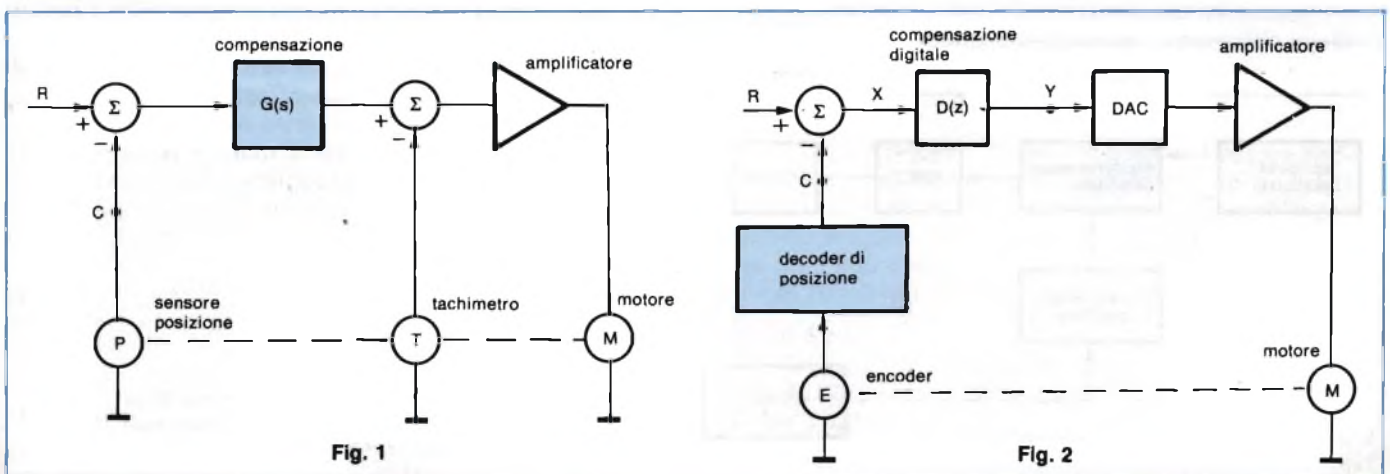 compensazione
R
+
Σ
−
G(s)
Σ
−
amplificatore
C
sensore
posizione
P
tachimetro
T
motore
M
Fig. 1
compensazione
digitale
R
+
Σ
−
X
D(z)
Y
DAC
amplificatore
C
decoder di
posizione
encoder
E
motore
M
Fig. 2